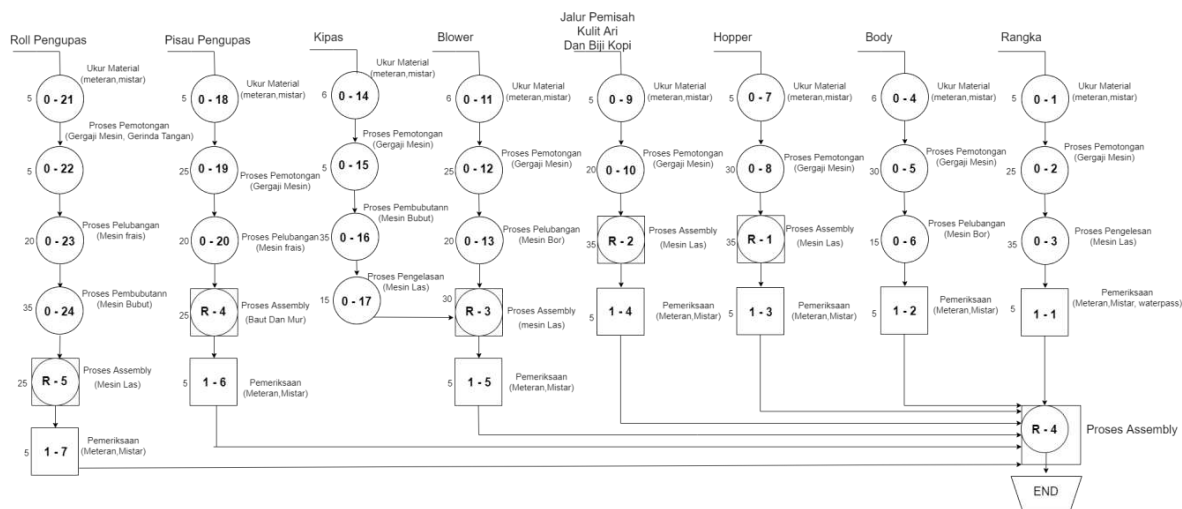 Roll Pengupas
5
0 - 21
Ukur Material
(meteran,mistar)
Proses Pemotongan
(Gergaji Mesin, Gerinda Tangan)
5
0 - 22
20
0 - 23
Proses Pelubangan
(Mesin frais)
35
0 - 24
Proses Pembubutann
(Mesin Bubut)
25
R - 5
Proses Assembly
(Mesin Las)
5
1 - 7
Pemeriksaan
(Meteran,Mistar)
Pisau Pengupas
5
0 - 18
Ukur Material
(meteran,mistar)
25
0 - 19
Proses Pemotongan
(Gergaji Mesin)
20
0 - 20
Proses Pelubangan
(Mesin frais)
25
R - 4
Proses Assembly
(Baut Dan Mur)
5
1 - 6
Pemeriksaan
(Meteran,Mistar)
Kipas
6
0 - 14
Ukur Material
(meteran,mistar)
5
0 - 15
Proses Pemotongan
(Gergaji Mesin)
35
0 - 16
Proses Pembubutann
(Mesin Bubut)
15
0 - 17
Proses Pengelasan
(Mesin Las)
Blower
6
0 - 11
Ukur Material
(meteran,mistar)
25
0 - 12
Proses Pemotongan
(Gergaji Mesin)
20
0 - 13
Proses Pelubangan
(Mesin Bor)
30
R - 3
Proses Assembly
(mesin Las)
5
1 - 5
Pemeriksaan
(Meteran,Mistar)
Jalur Pemisah
Kulit Ari
Dan Biji Kopi
5
0 - 9
Ukur Material
(meteran,mistar)
20
0 - 10
Proses Pemotongan
(Gergaji Mesin)
35
R - 2
Proses Assembly
(Mesin Las)
5
1 - 4
Pemeriksaan
(Meteran,Mistar)
Hopper
5
0 - 7
Ukur Material
(meteran,mistar)
30
0 - 8
Proses Pemotongan
(Gergaji Mesin)
35
R - 1
Proses Assembly
(Mesin Las)
5
1 - 3
Pemeriksaan
(Meteran,Mistar)
Body
6
0 - 4
Ukur Material
(meteran,mistar)
30
0 - 5
Proses Pemotongan
(Gergaji Mesin)
15
0 - 6
Proses Pelubangan
(Mesin Bor)
5
1 - 2
Pemeriksaan
(Meteran,Mistar)
Rangka
5
0 - 1
Ukur Material
(meteran,mistar)
25
0 - 2
Proses Pemotongan
(Gergaji Mesin)
35
0 - 3
Proses Pengelesan
(Mesin Las)
5
1 - 1
Pemeriksaan
(Meteran,Mistar, waterpass)
R - 4
Proses Assembly
END